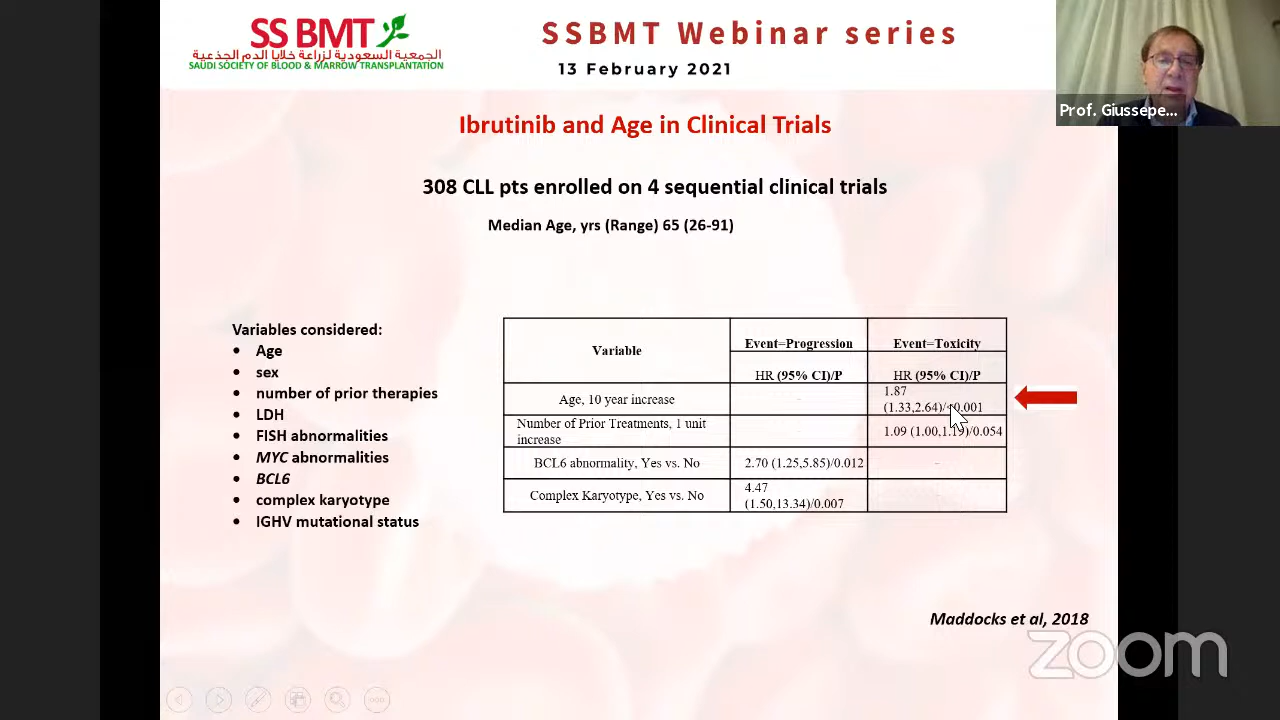 SSBMT
الجمعية السعودية لزراعة خلايا الدم الجذعية
SAUDI SOCIETY OF BLOOD & MARROW TRANSPLANTATION
SSBMT Webinar series
13 February 2021
Prof. Giussepe...
Ibrutinib and Age in Clinical Trials
308 CLL pts enrolled on 4 sequential clinical trials
Median Age, yrs (Range) 65 (26-91)
Variables considered:
• Age
• sex
• number of prior therapies
• LDH
• FISH abnormalities
• MYC abnormalities
• BCL6
• complex karyotype
• IGHV mutational status
Variable
Event=Progression
Event=Toxicity
HR (95% CI)/P
HR (95% CI)/P
Age, 10 year increase
-
1.87
(1.33,2.64)/<0.001
Number of Prior Treatments, 1 unit
increase
1.09 (1.00,1.19)/0.054
BCL6 abnormality, Yes vs. No
2.70 (1.25,5.85)/0.012
-
Complex Karyotype, Yes vs. No
4.47
(1.50,13.34)/0.007
Maddocks et al, 2018
zoom